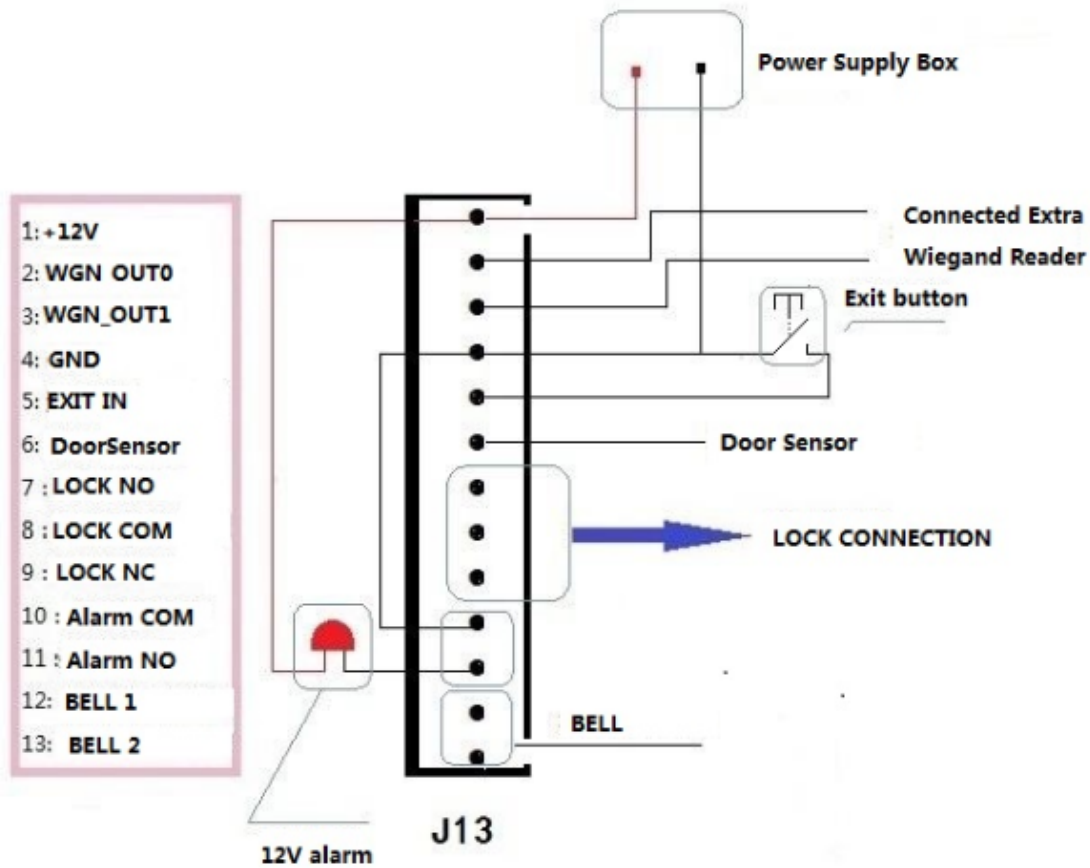 Power Supply Box
1: +12V
2: WGN OUT0
3: WGN_OUT1
4: GND
5: EXIT IN
6: DoorSensor
7 : LOCK NO
8 : LOCK COM
9 : LOCK NC
10 : Alarm COM
11 : Alarm NO
12: BELL 1
13: BELL 2
Connected Extra
Wiegand Reader
Exit button
Door Sensor
LOCK CONNECTION
BELL
J13
12V alarm